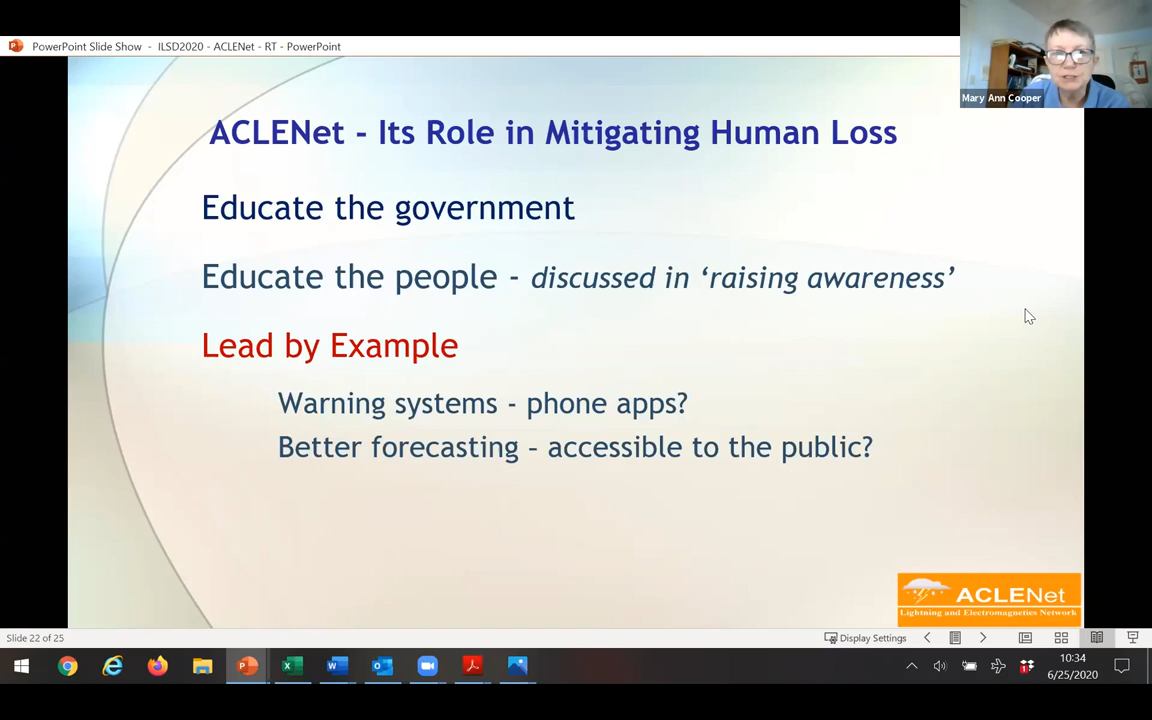 PowerPoint Slide Show - ILSD2020 - ACLENet - RT - PowerPoint
Mary Ann Cooper
ACLENet - Its Role in Mitigating Human Loss
Educate the government
Educate the people - discussed in ‘raising awareness’
Lead by Example
Warning systems - phone apps?
Better forecasting – accessible to the public?
ACLENet
Lightning and Electromagnetics Network
Slide 22 of 25
Display Settings
10:34
6/25/2020